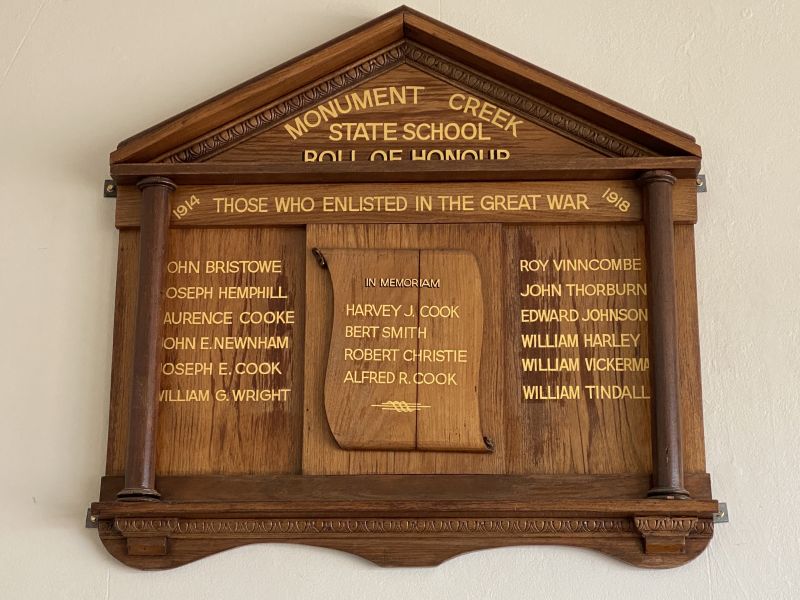 MONUMENT CREEK
STATE SCHOOL
ROLL OF HONOUR
1914 THOSE WHO ENLISTED IN THE GREAT WAR 1918
OHN BRISTOWE
OSEPH HEMPHILL
AURENCE COOKE
OHN E. NEWNHAM
OSEPH E. COOK
WILLIAM G. WRIGHT
IN MEMORIAM
HARVEY J. COOK
BERT SMITH
ROBERT CHRISTIE
ALFRED R. COOK
ROY VINNCOMBE
JOHN THORBURN
EDWARD JOHNSON
WILLIAM HARLEY
WILLIAM VICKERMA
WILLIAM TINDALL